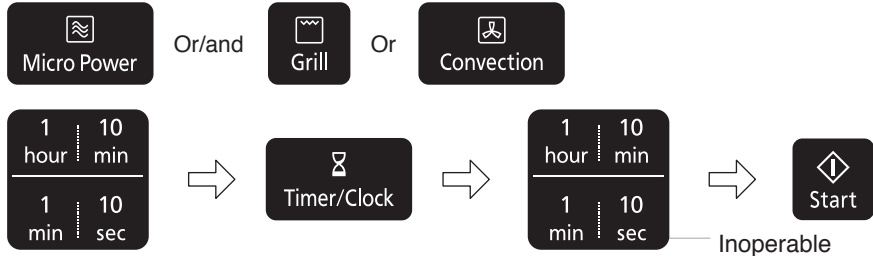 Or/and
Or
Micro Power
Grill
Convection
1 10
hour min
1 10
min sec
Timer/Clock
1 10
hour min
1 10
min sec
Start
Inoperable